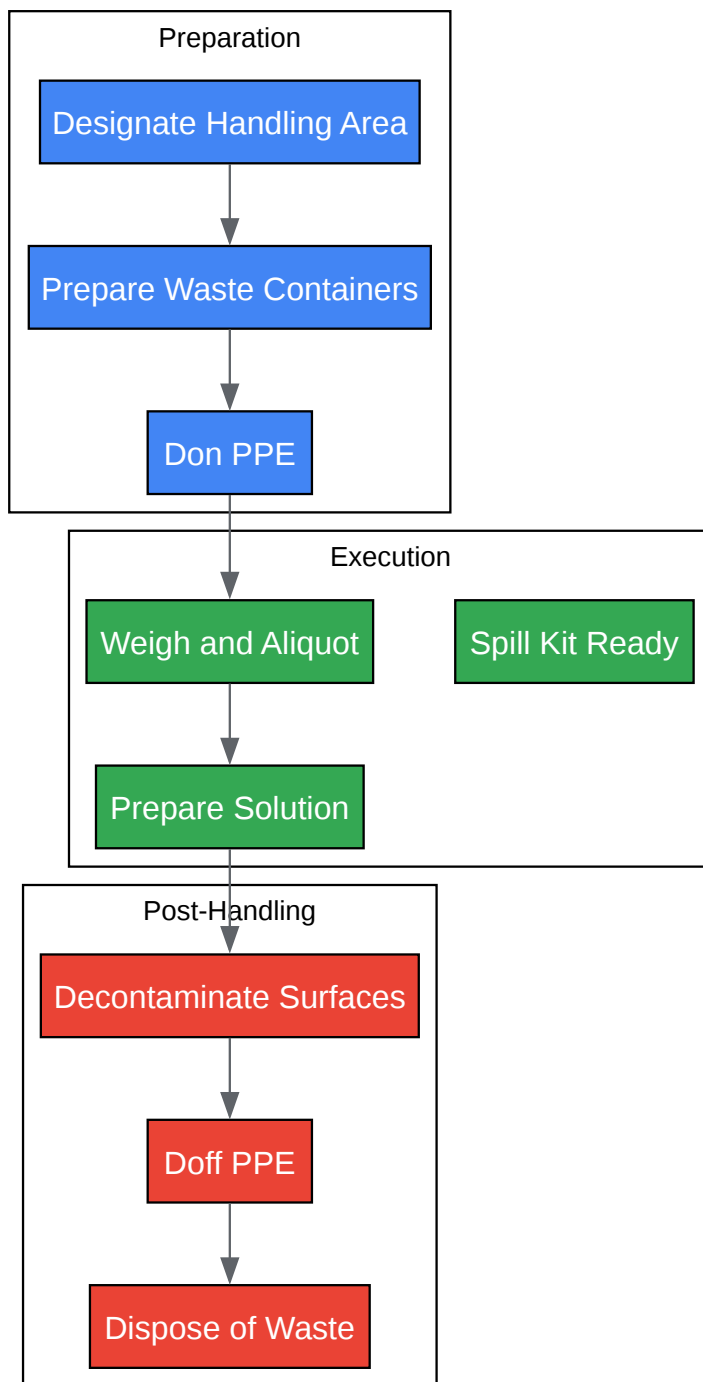 Preparation
Designate Handling Area
Prepare Waste Containers
Don PPE
Execution
Weigh and Aliquot
Spill Kit Ready
Prepare Solution
Post-Handling
Decontaminate Surfaces
Doff PPE
Dispose of Waste